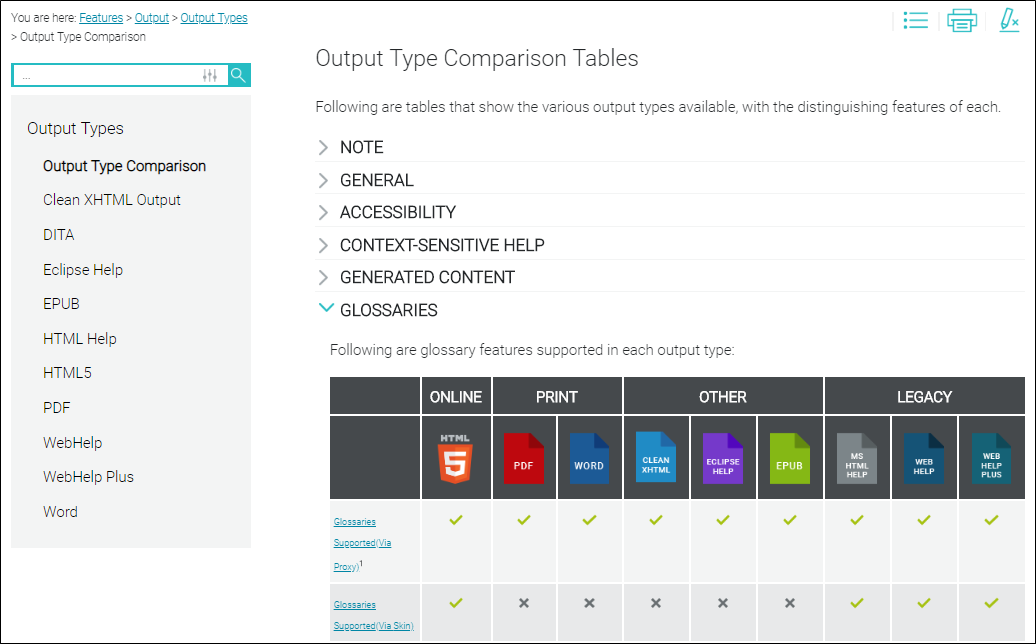 You are here: Features > Output > Output Types
> Output Type Comparison
...
Output Types
Output Type Comparison
Clean XHTML Output
DITA
Eclipse Help
EPUB
HTML Help
HTML5
PDF
WebHelp
WebHelp Plus
Word
Output Type Comparison Tables
Following are tables that show the various output types available, with the distinguishing features of each.
NOTE
GENERAL
ACCESSIBILITY
CONTEXT-SENSITIVE HELP
GENERATED CONTENT
GLOSSARIES
Following are glossary features supported in each output type:
ONLINE PRINT OTHER LEGACY
HTML 5
PDF
WORD
CLEAN
XHTML
ECLIPSE
HELP
EPUB
MS
HTML
HELP
WEB
HELP
WEB
HELP
PLUS
Glossaries
Supported(Via
Proxy)1
Glossaries
Supported(Via Skin)